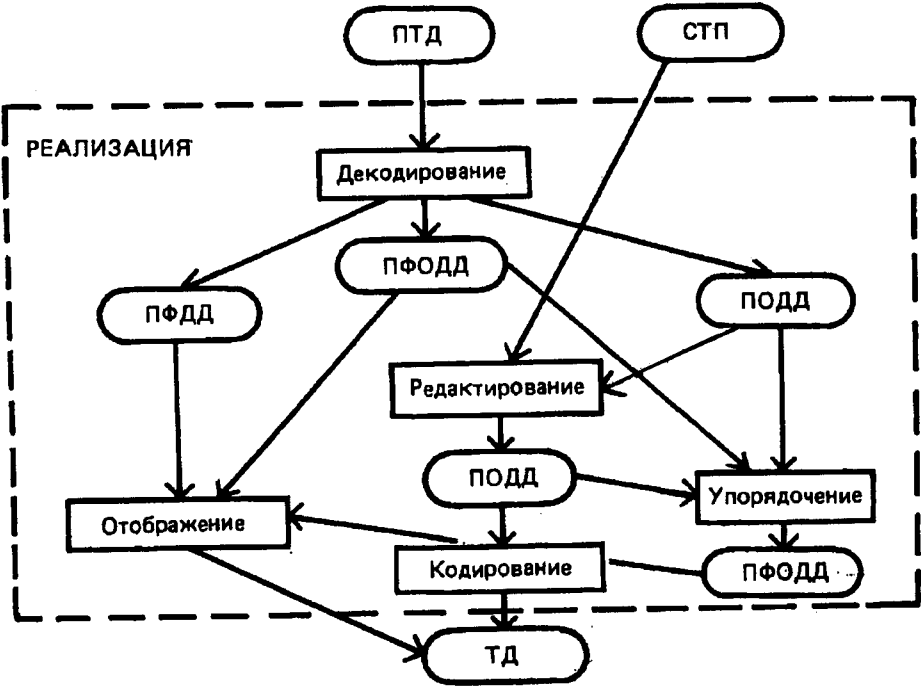 ПТД
СТП
РЕАЛИЗАЦИЯ
Декодирование
ПФОДД
ПФДД
ПОДД
Редактирование
ПОДД
Упорядочение
Отображение
Кодирование
ПФОДД
ТД